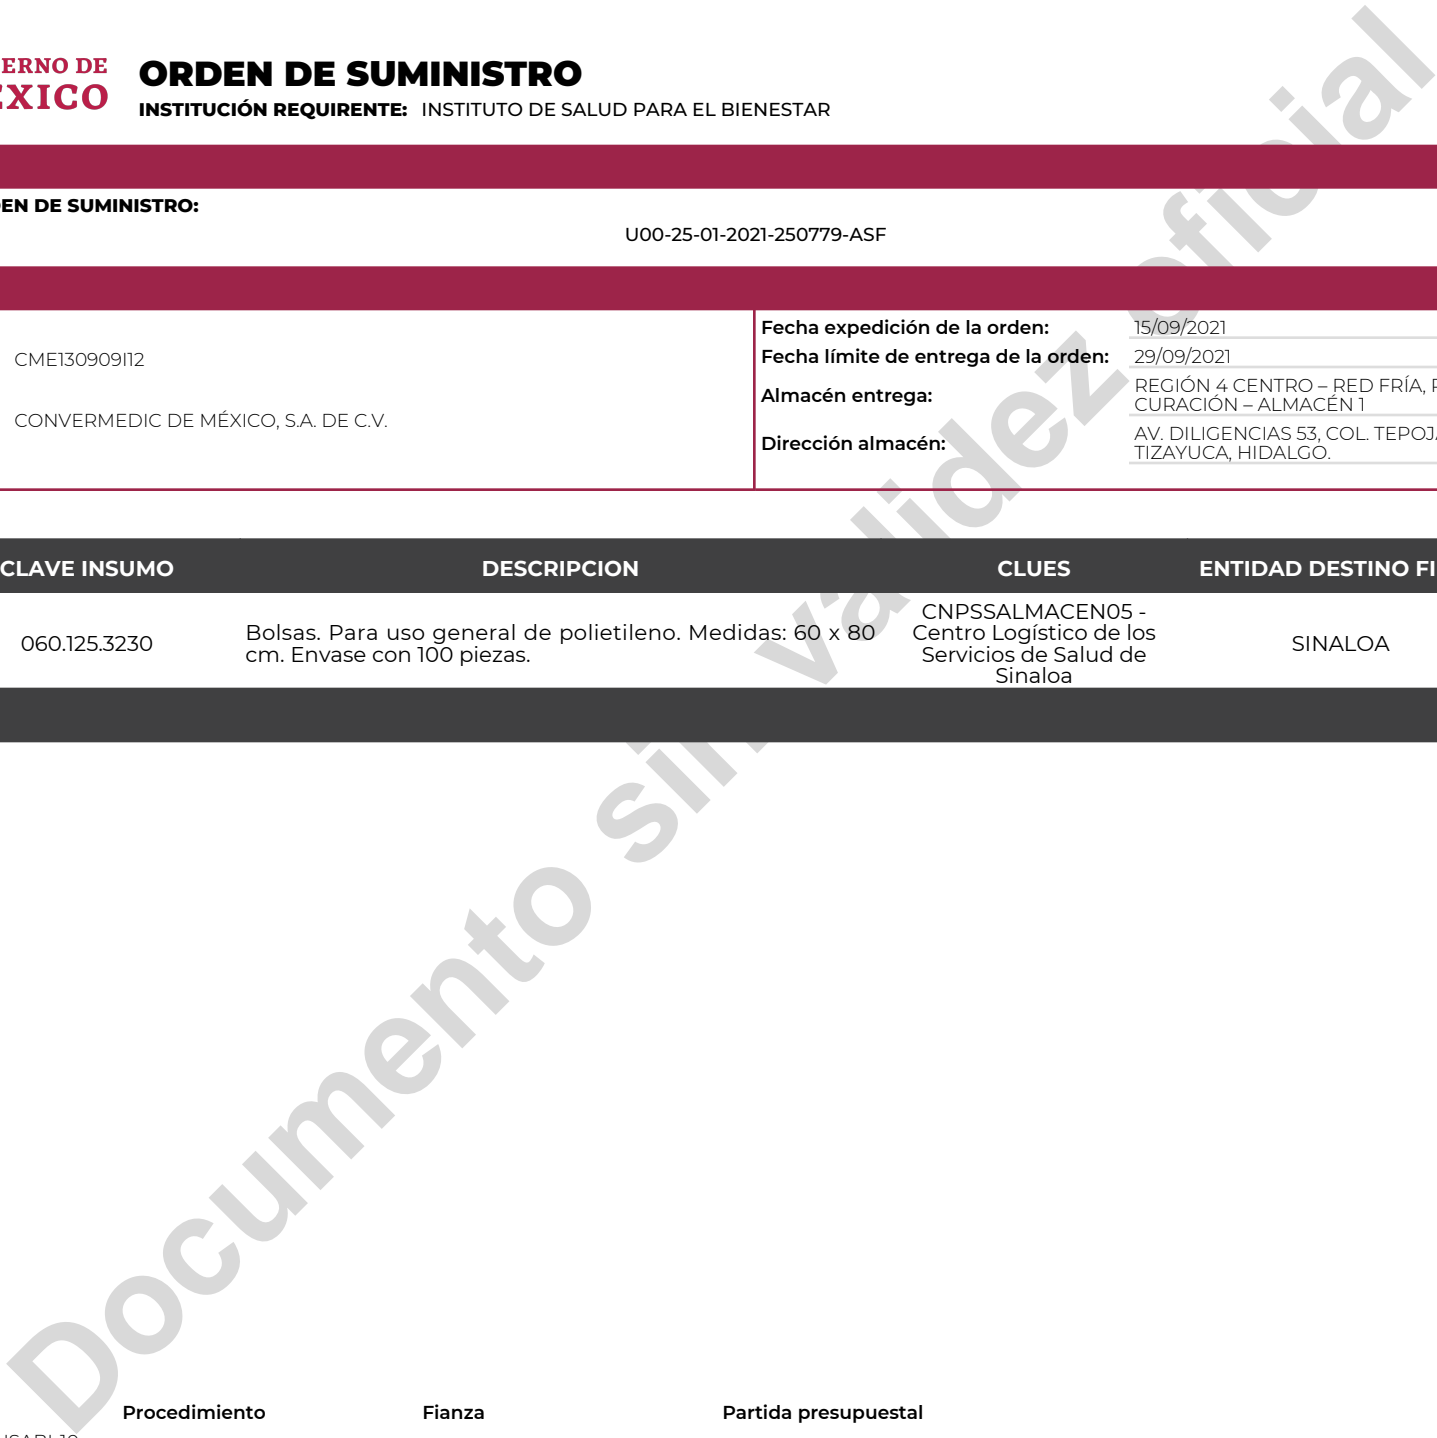 ERNO DE
ÉXICO
ORDEN DE SUMINISTRO
INSTITUCIÓN REQUIRENTE: INSTITUTO DE SALUD PARA EL BIENESTAR
EN DE SUMINISTRO:
U00-25-01-2021-250779-ASF
CME130909I12
CONVERMEDIC DE MÉXICO, S.A. DE C.V.
Fecha expedición de la orden: 15/09/2021
Fecha límite de entrega de la orden: 29/09/2021
Almacén entrega: REGIÓN 4 CENTRO – RED FRÍA,
CURACIÓN – ALMACÉN 1
Dirección almacén: AV. DILIGENCIAS 53, COL. TEPOJA
TIZAYUCA, HIDALGO.
CLAVE INSUMO DESCRIPCION CLUES ENTIDAD DESTINO FI
060.125.3230
Bolsas. Para uso general de polietileno. Medidas: 60 x 80
cm. Envase con 100 piezas.
CNPSSALMACEN05 -
Centro Logístico de los
Servicios de Salud de
Sinaloa
SINALOA
Documento sin validez oficial
Procedimiento Fianza Partida presupuestal